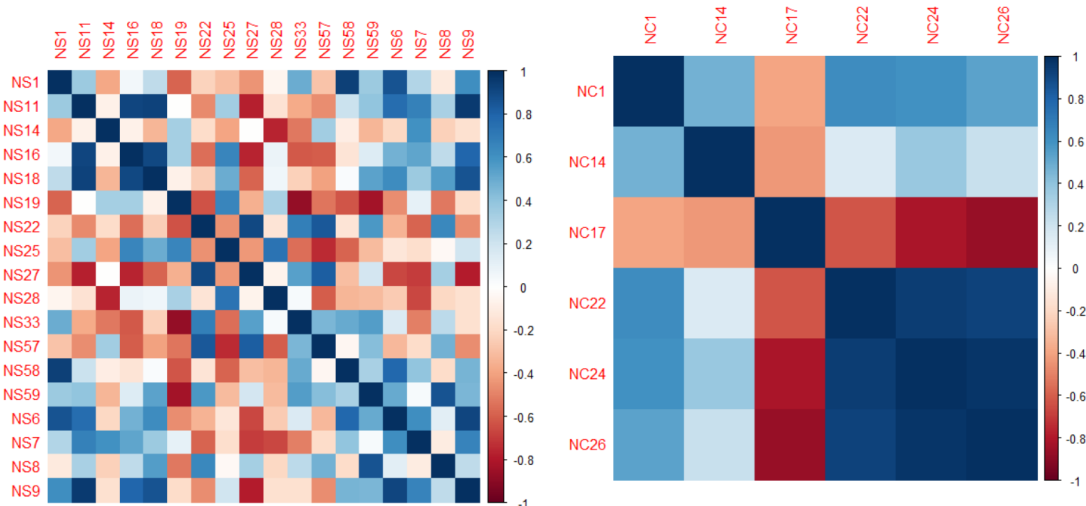 NS1 NS11 NS14 NS16 NS18 NS19 NS22 NS25 NS27 NS28 NS33 NS57 NS58 NS59 NS6 NS7 NS8 NS9
NS1
NS11
NS14
NS16
NS18
NS19
NS22
NS25
NS27
NS28
NS33
NS57
NS58
NS59
NS6
NS7
NS8
NS9
1
0.8
0.6
0.4
0.2
0
-0.2
-0.4
-0.6
-0.8
-1
NC1 NC14 NC17 NC22 NC24 NC26
NC1
NC14
NC17
NC22
NC24
NC26
1
0.8
0.6
0.4
0.2
0
-0.2
-0.4
-0.6
-0.8
-1